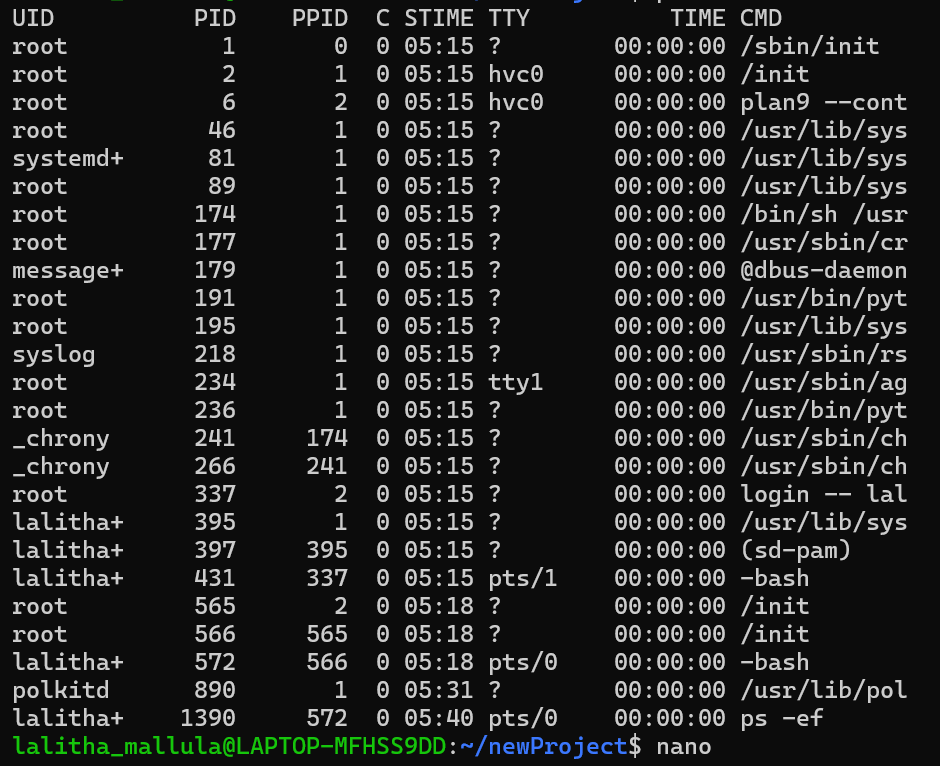 UID        PID    PPID  C STIME TTY          TIME CMD
root         1       0  0 05:15 ?        00:00:00 /sbin/init
root         2       1  0 05:15 hvc0     00:00:00 /init
root         6       2  0 05:15 hvc0     00:00:00 plan9 --cont
root        46       1  0 05:15 ?        00:00:00 /usr/lib/sys
systemd+    81       1  0 05:15 ?        00:00:00 /usr/lib/sys
root        89       1  0 05:15 ?        00:00:00 /usr/lib/sys
root       174       1  0 05:15 ?        00:00:00 /bin/sh /usr
root       177       1  0 05:15 ?        00:00:00 /usr/sbin/cr
message+   179       1  0 05:15 ?        00:00:00 @dbus-daemon
root       191       1  0 05:15 ?        00:00:00 /usr/bin/pyt
root       195       1  0 05:15 ?        00:00:00 /usr/lib/sys
syslog     218       1  0 05:15 ?        00:00:00 /usr/sbin/rs
root       234       1  0 05:15 tty1     00:00:00 /usr/sbin/ag
root       236       1  0 05:15 ?        00:00:00 /usr/bin/pyt
_chrony    241     174  0 05:15 ?        00:00:00 /usr/sbin/ch
_chrony    266     241  0 05:15 ?        00:00:00 /usr/sbin/ch
root       337       2  0 05:15 ?        00:00:00 login -- lal
lalitha+   395       1  0 05:15 ?        00:00:00 /usr/lib/sys
lalitha+   397     395  0 05:15 ?        00:00:00 (sd-pam)
lalitha+   431     337  0 05:15 pts/1    00:00:00 -bash
root       565       2  0 05:18 ?        00:00:00 /init
root       566     565  0 05:18 ?        00:00:00 /init
lalitha+   572     566  0 05:18 pts/0    00:00:00 -bash
polkitd    890       1  0 05:31 ?        00:00:00 /usr/lib/pol
lalitha+  1390     572  0 05:40 pts/0    00:00:00 ps -ef
lalitha_mallula@LAPTOP-MFHSS9DD:~/newProject$ nano